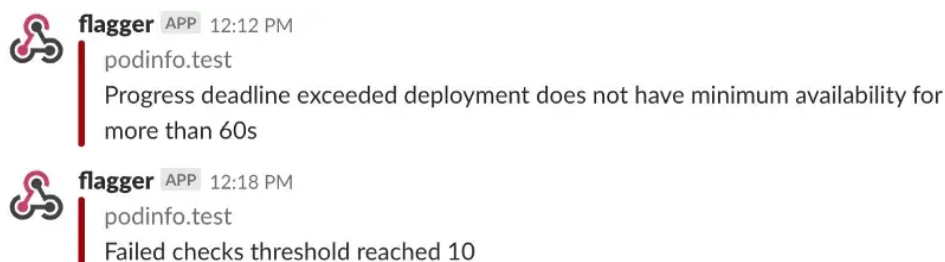 flagger APP 12:12 PM
podinfo.test
Progress deadline exceeded deployment does not have minimum availability for
more than 60s
flagger APP 12:18 PM
podinfo.test
Failed checks threshold reached 10